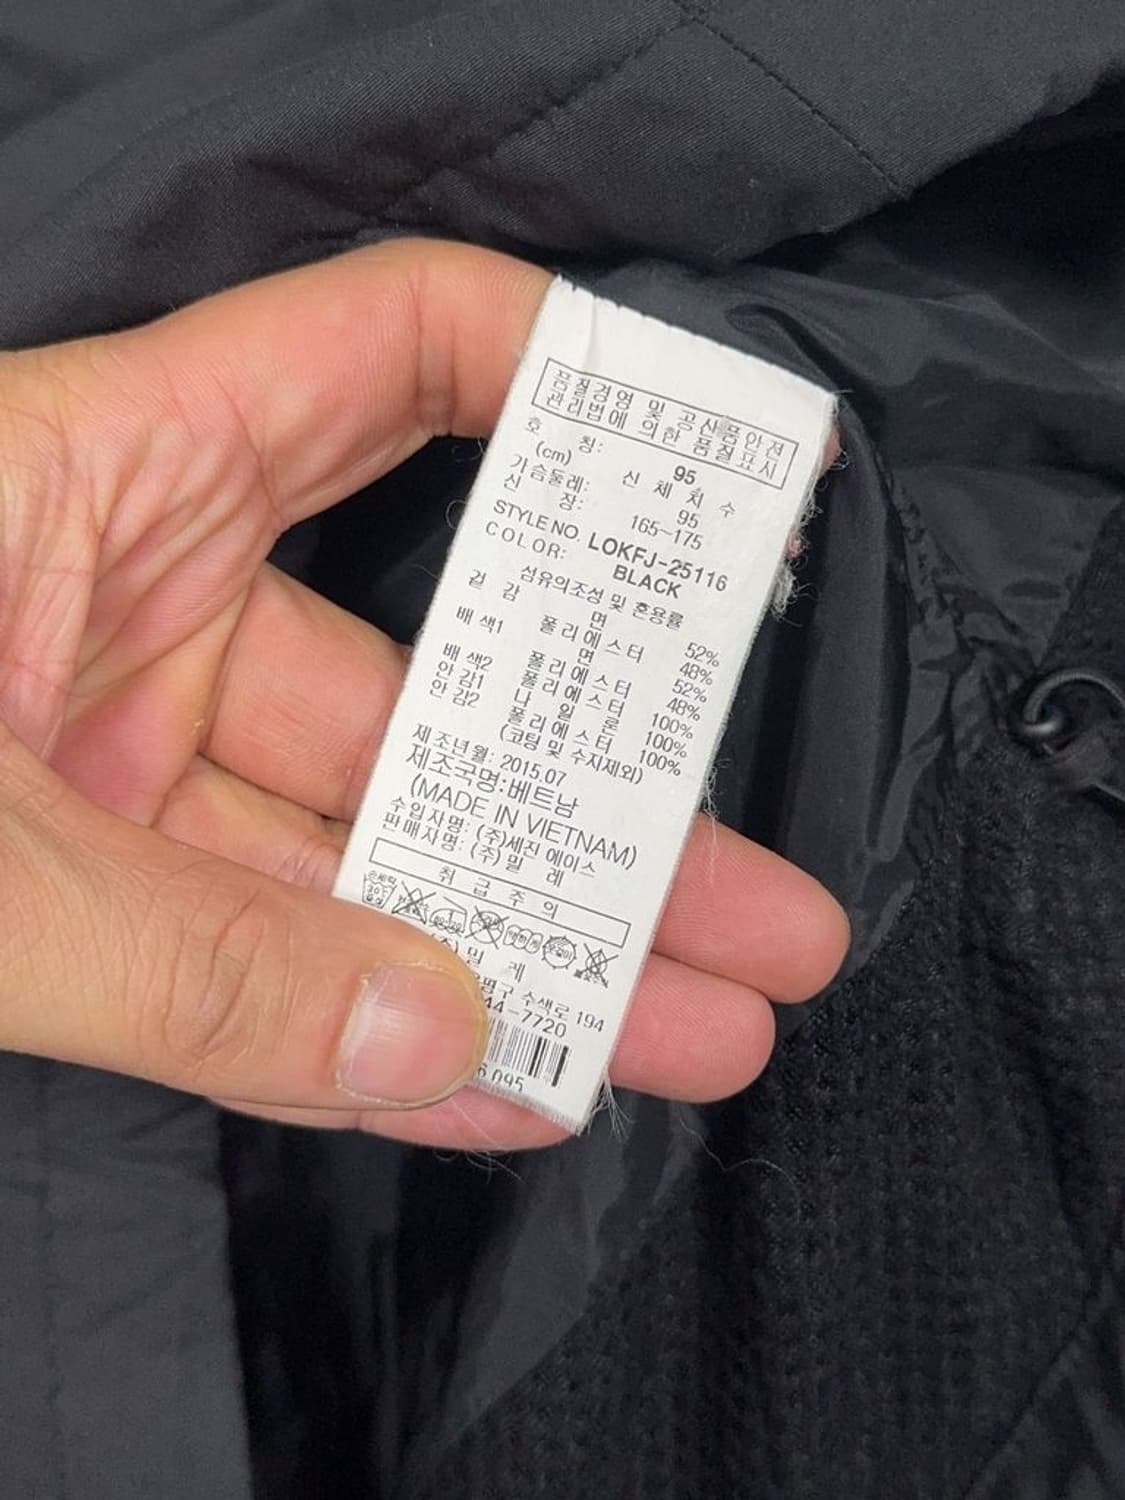 품질경영 및 공산품안전
관리법에 의한 품질표시
호 칭: 95
(cm) 신 체 치 수
가슴둘레: 95
신 장: 165~175
STYLE NO. LOKFJ-25116
COLOR: BLACK
섬유의조성 및 혼용률
겉 감 면 52%
폴리에스터 48%
배 색1 면 52%
폴리에스터 48%
배 색2 폴리에스터 100%
안 감1 나 일 론 100%
안 감2 폴리에스터 100%
(코팅 및 수지제외)
제조년월: 2015.07
제조국명:베트남
(MADE IN VIETNAM)
수입자명: (주)세진 에이스
판매자명: (주) 밀 레
취 급 주 의
밀 레
평구 수색로 194
44-7720
095